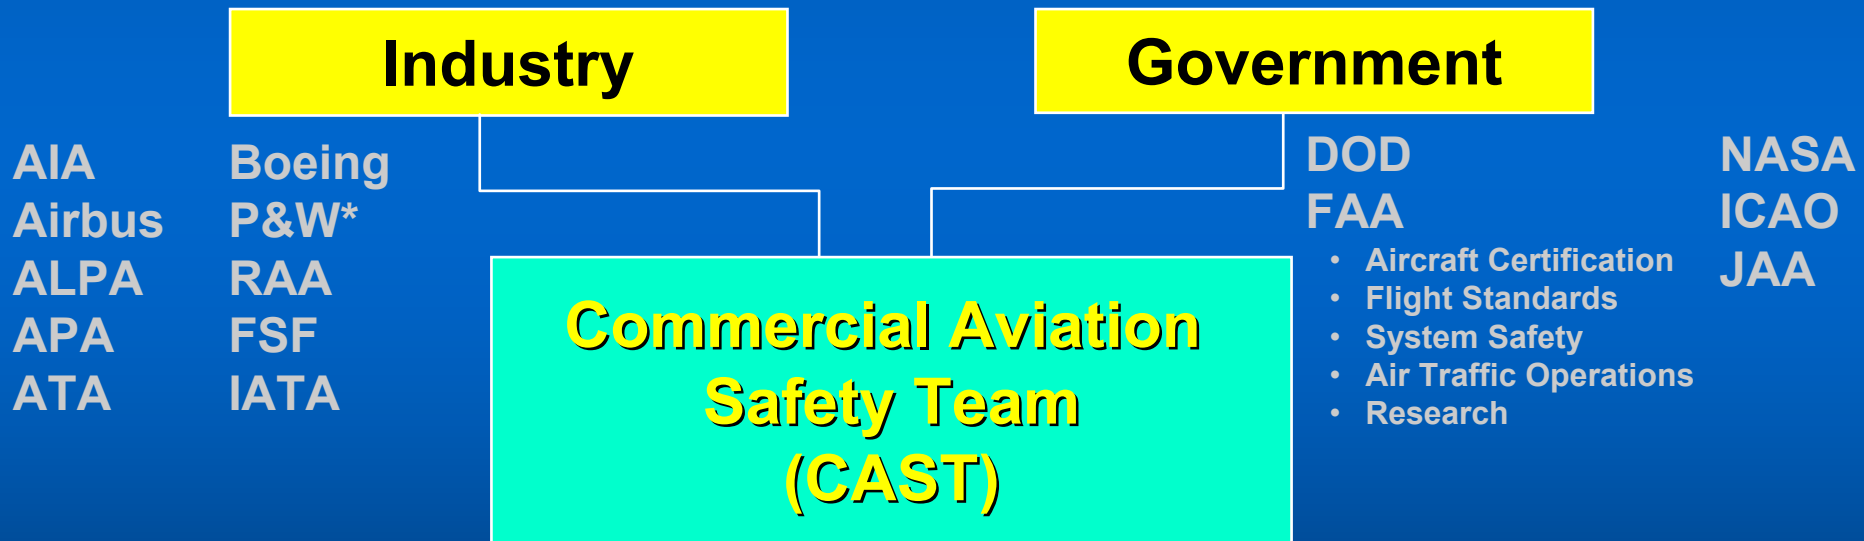 Industry
Government
AIA
Airbus
ALPA
APA
ATA
Boeing
P&W*
RAA
FSF
IATA
Commercial Aviation
Safety Team
(CAST)
DOD
FAA
• Aircraft Certification
• Flight Standards
• System Safety
• Air Traffic Operations
• Research
NASA
ICAO
JAA